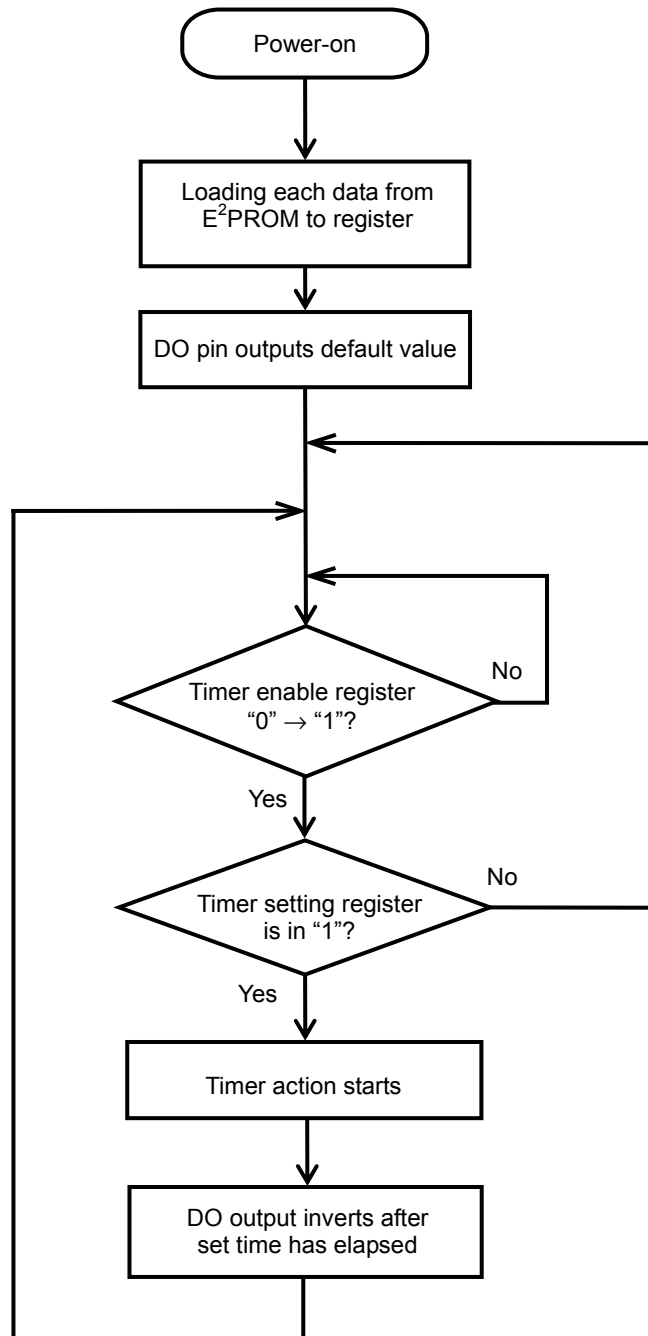 Power-on
Loading each data from
E²PROM to register
DO pin outputs default value
Timer enable register
“0” → “1”?
No
Yes
Timer setting register
is in “1”?
No
Yes
Timer action starts
DO output inverts after
set time has elapsed